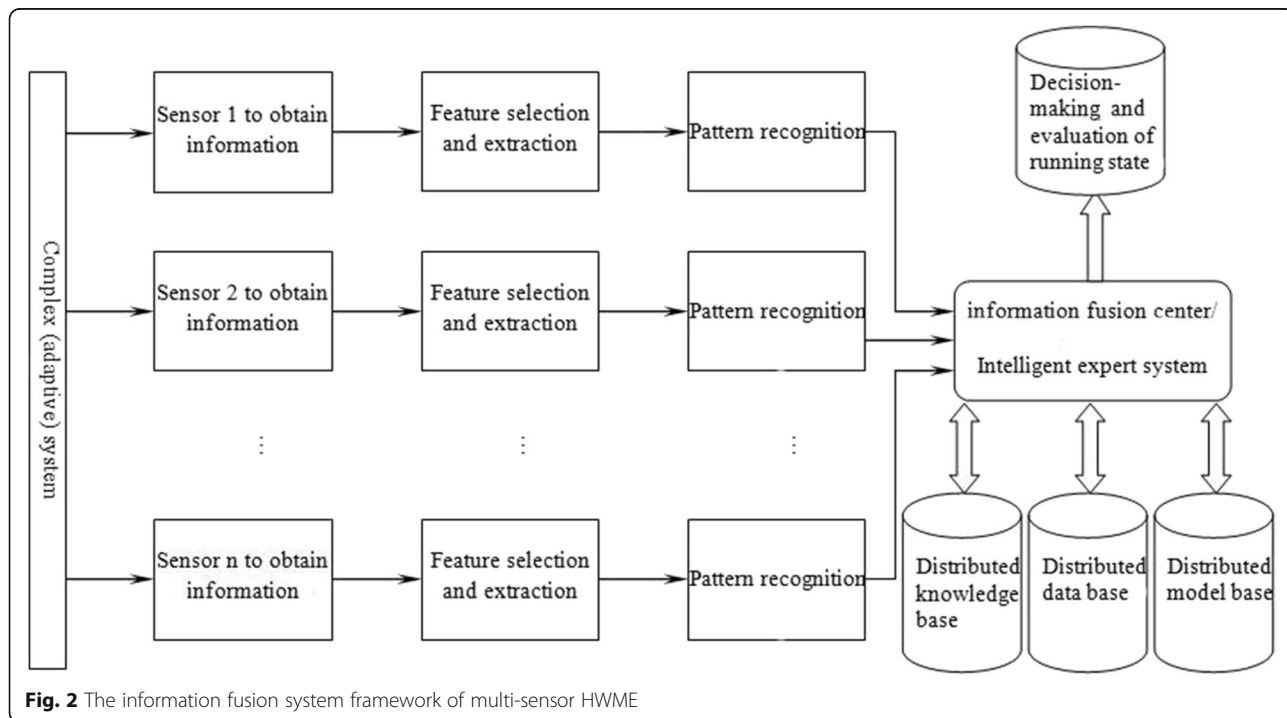 Complex (adaptive) system
Sensor 1 to obtain
information
Feature selection
and extraction
Pattern recognition
Decision-
making and
evaluation of
running state
Sensor 2 to obtain
information
Feature selection
and extraction
Pattern recognition
information fusion center/
Intelligent expert system
⋮
⋮
⋮
Sensor n to obtain
information
Feature selection
and extraction
Pattern recognition
Distributed
knowledge
base
Distributed
data base
Distributed
model base
Fig. 2 The information fusion system framework of multi-sensor HWME